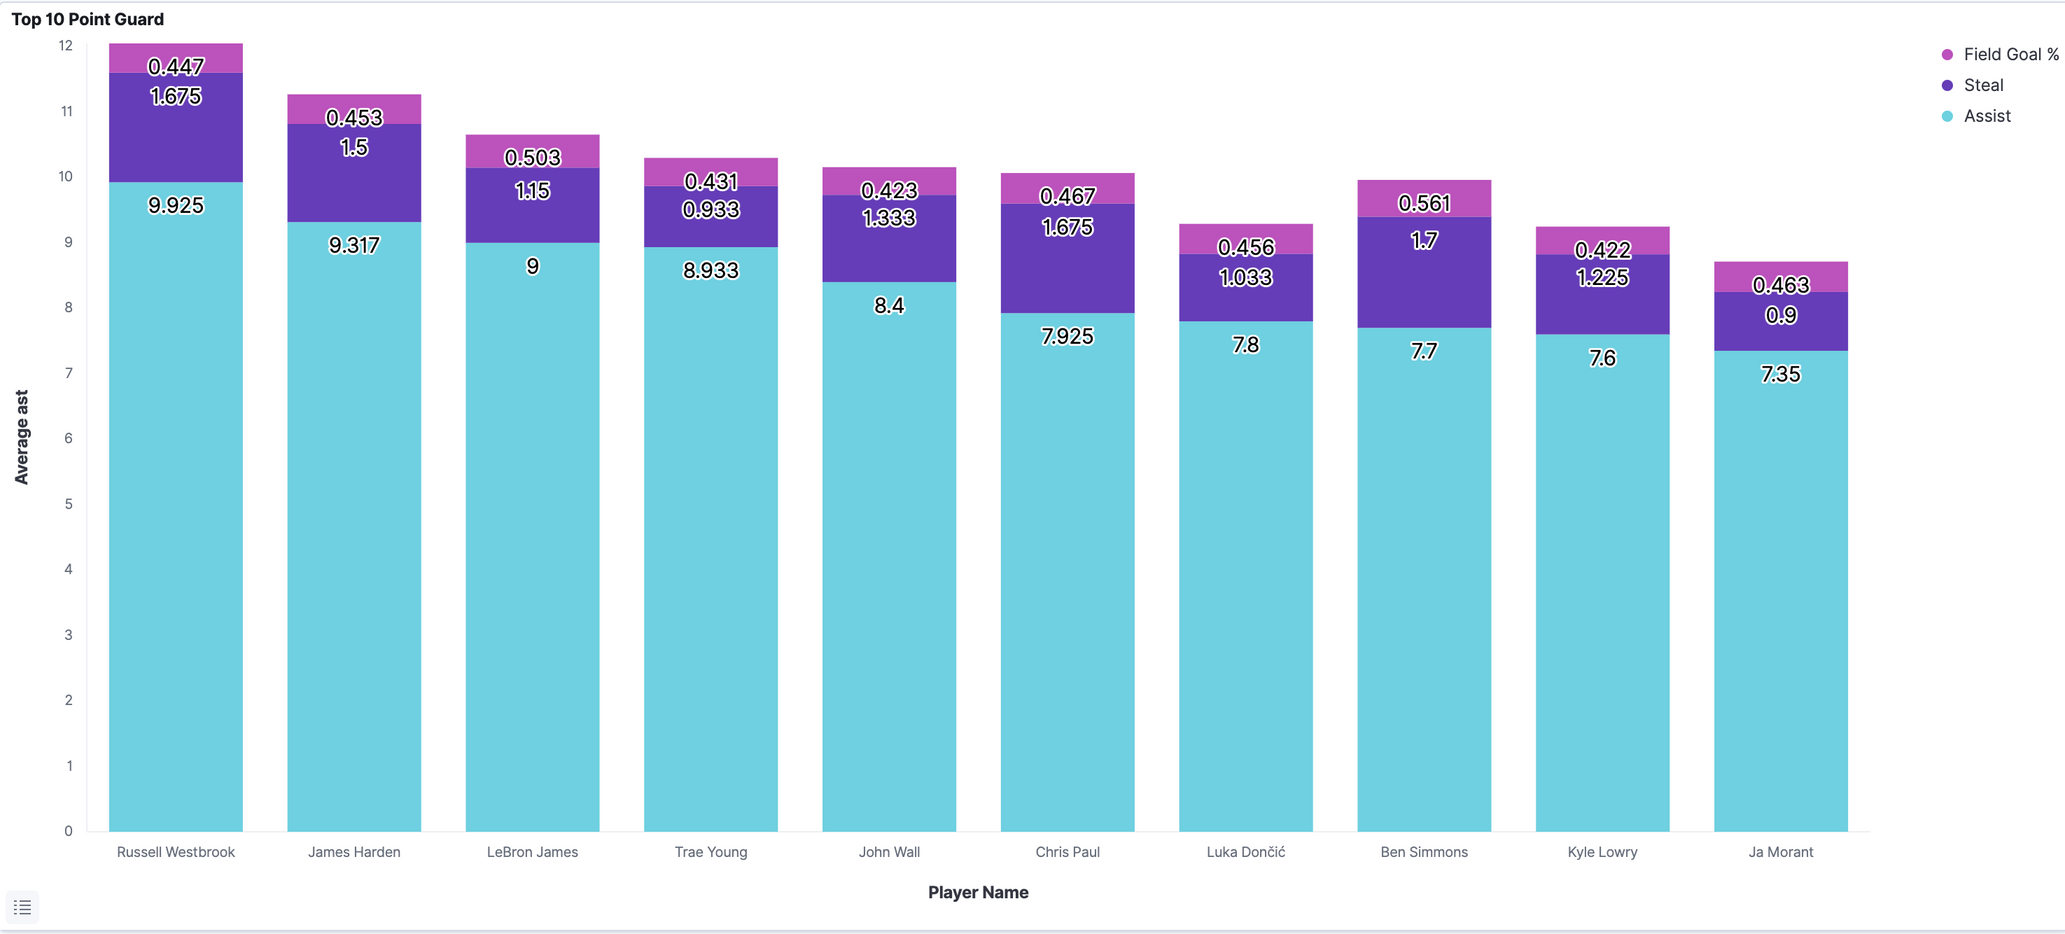 Top 10 Point Guard
Field Goal %
Steal
Assist
Average ast
12
11
10
9
8
7
6
5
4
3
2
1
0
0.447
1.675
9.925
0.453
1.5
9.317
0.503
1.15
9
0.431
0.933
8.933
0.423
1.333
8.4
0.467
1.675
7.925
0.456
1.033
7.8
0.561
1.7
7.7
0.422
1.225
7.6
0.463
0.9
7.35
Russell Westbrook
James Harden
LeBron James
Trae Young
John Wall
Chris Paul
Luka Dončić
Ben Simmons
Kyle Lowry
Ja Morant
Player Name